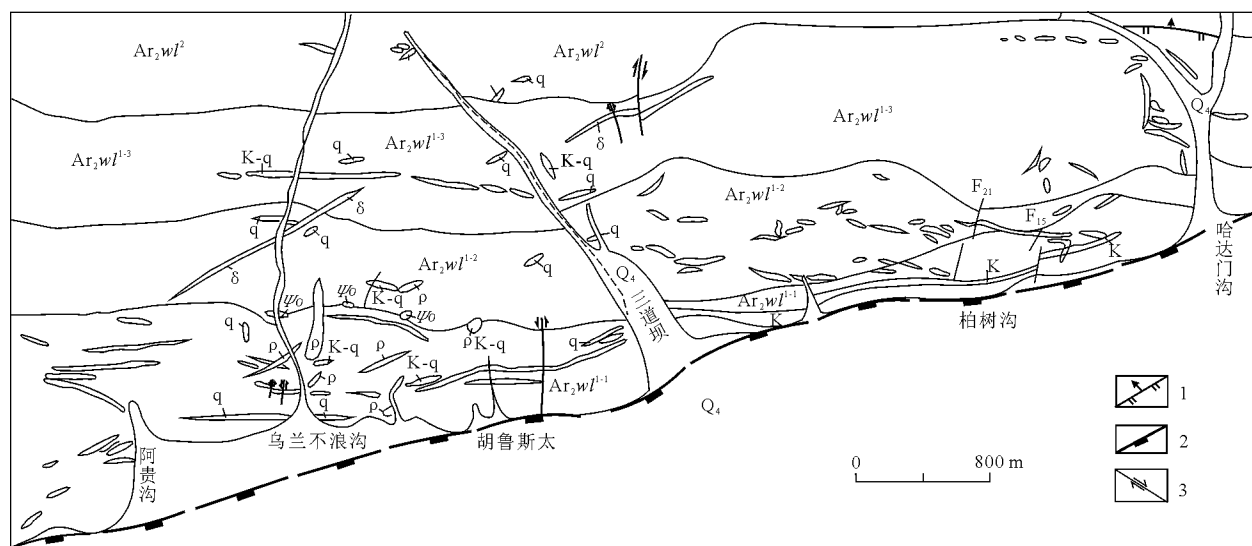 Ar₂wl²
Ar₂wl²
q
Q₄
Ar₂wl¹⁻³
Ar₂wl¹⁻³
Ar₂wl¹⁻³
δ
K-q
q
q
K-q
q
Ar₂wl¹⁻²
F₂₁
F₁₅
δ
q
q
q
K
哈达门沟
δ
Ar₂wl¹⁻²
q
Q₄
K
ψo
ψo
K-q
ρ
ψo
三道坝
Ar₂wl¹⁻¹
K
柏树沟
q
ρ
ρ
K-q
ρ
ρ
K-q
q
K-q
ρ
Ar₂wl¹⁻¹
q
q
ρ
Q₄
乌兰不浪沟
胡鲁斯太
阿贵沟
0
800 m
1
2
3